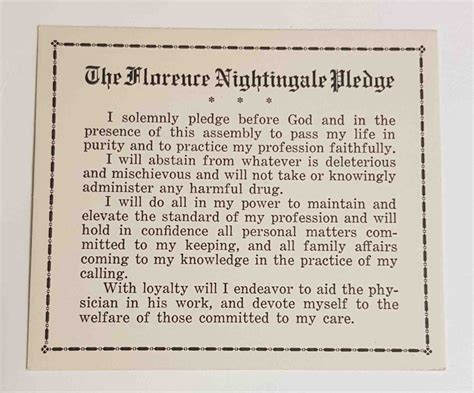 The Florence Nightingale Pledge
* * *
I solemnly pledge before God and in the
presence of this assembly to pass my life in
purity and to practice my profession faithfully.
I will abstain from whatever is deleterious
and mischievous and will not take or knowingly
administer any harmful drug.
I will do all in my power to maintain and
elevate the standard of my profession and will
hold in confidence all personal matters com-
mitted to my keeping, and all family affairs
coming to my knowledge in the practice of my
calling.
With loyalty will I endeavor to aid the phy-
sician in his work, and devote myself to the
welfare of those committed to my care.